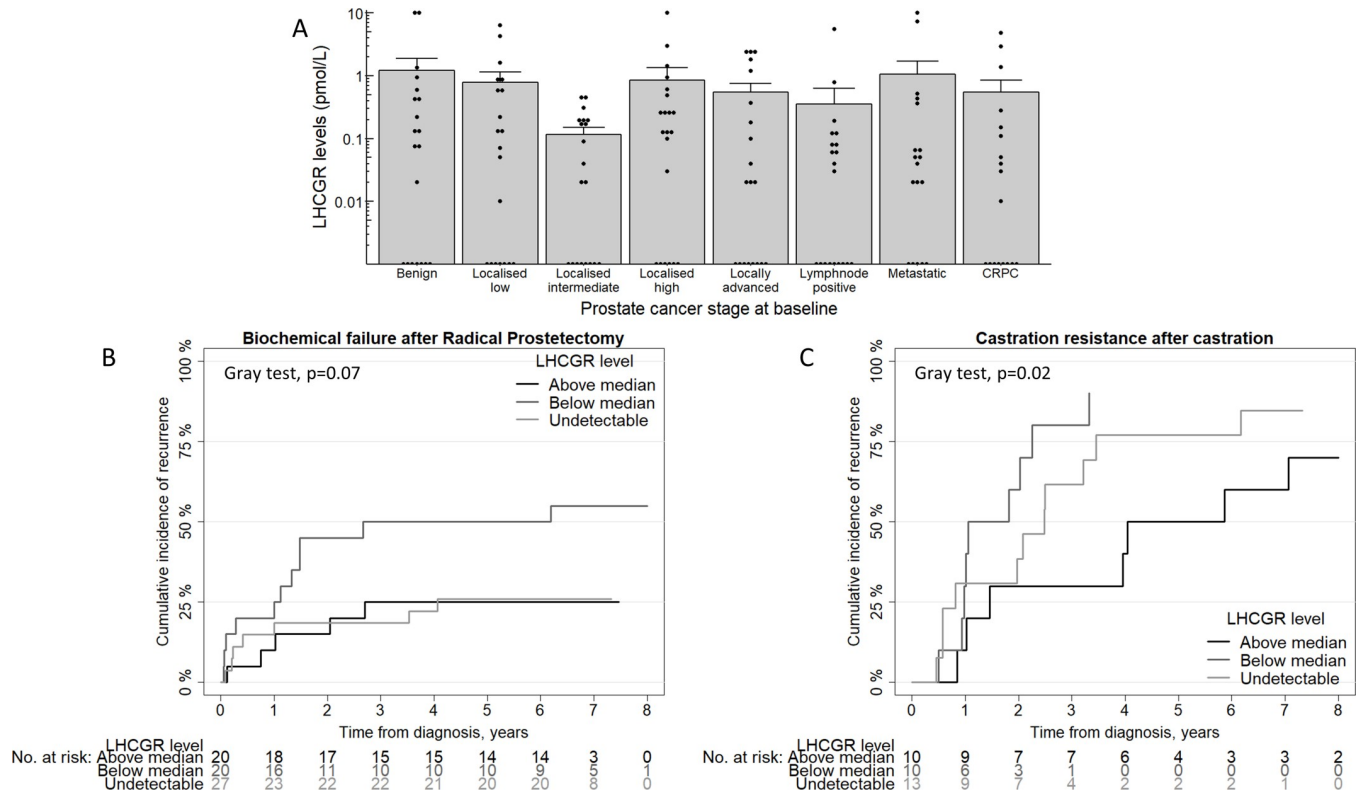 A
LHCGR levels (pmol/L)
10
1
0.1
0.01
Benign
Localised low
Localised intermediate
Localised high
Locally advanced
Lymphnode positive
Metastatic
CRPC
Prostate cancer stage at baseline
B
Biochemical failure after Radical Prostetectomy
Gray test, p=0.07
LHCGR level
Above median
Below median
Undetectable
Cumulative incidence of recurrence
100 %
75 %
50 %
25 %
0 %
0 1 2 3 4 5 6 7 8
Time from diagnosis, years
LHCGR level
No. at risk: Above median 20 18 17 15 15 14 14 3 0
Below median 20 16 11 10 10 10 9 5 1
Undetectable 27 23 22 22 21 20 20 8 0
C
Castration resistance after castration
Gray test, p=0.02
Cumulative incidence of recurrence
100 %
75 %
50 %
25 %
0 %
LHCGR level
Above median
Below median
Undetectable
0 1 2 3 4 5 6 7 8
Time from diagnosis, years
LHCGR level
No. at risk: Above median 10 9 7 7 6 4 3 3 2
Below median 10 6 3 1 0 0 0 0 0
Undetectable 13 9 7 4 2 2 2 1 0